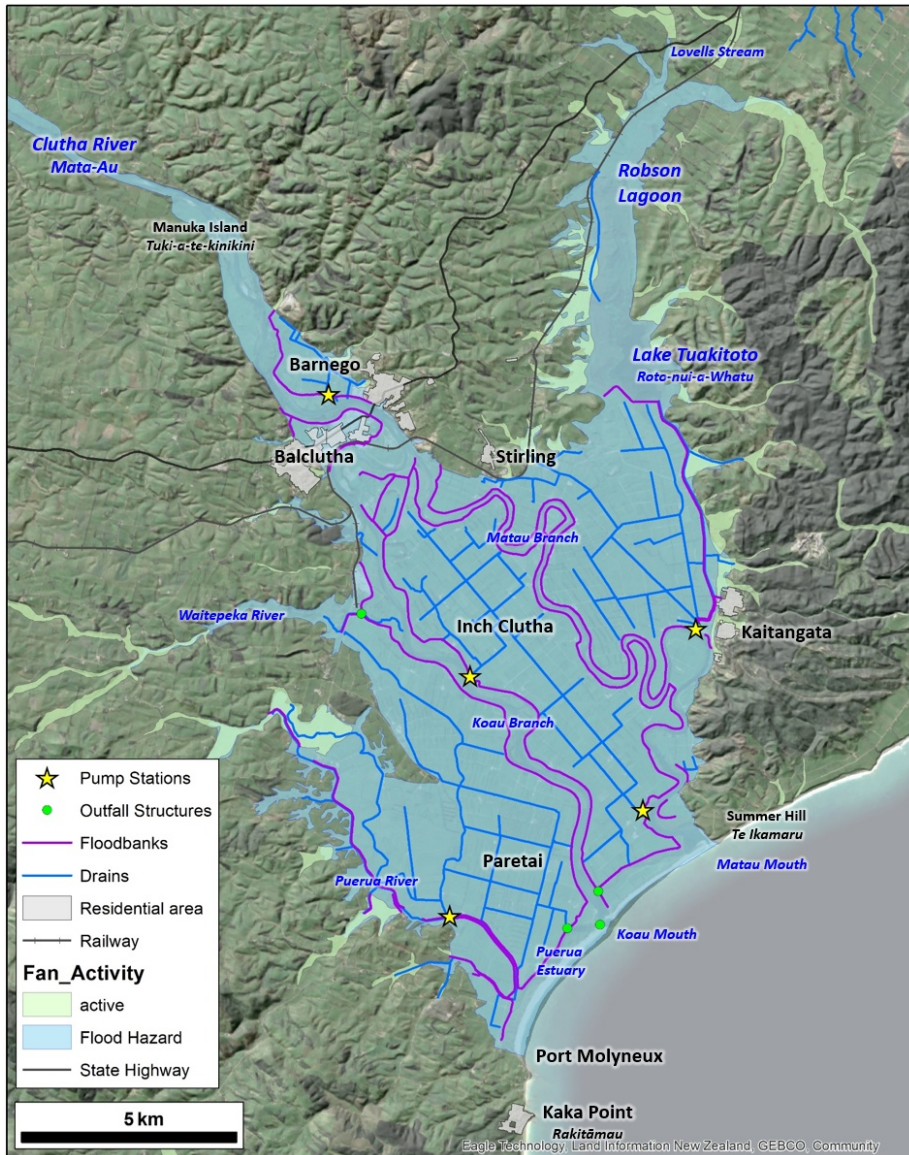 Lovells Stream
Clutha River
Mata-Au
Robson
Lagoon
Manuka Island
Tuki-a-te-kinikini
Barnego
Lake Tuakitoto
Roto-nui-a-Whatu
Balclutha
Stirling
Matau Branch
Waitepeka River
Inch Clutha
Kaitangata
Koau Branch
Summer Hill
Te Ikamaru
Matau Mouth
Paretai
Puerua River
Koau Mouth
Puerua
Estuary
Port Molyneux
Kaka Point
Rakitāmau
Pump Stations
Outfall Structures
Floodbanks
Drains
Residential area
Railway
Fan_Activity
active
Flood Hazard
State Highway
5 km
Eagle Technology, Land Information New Zealand, GEBCO, Community